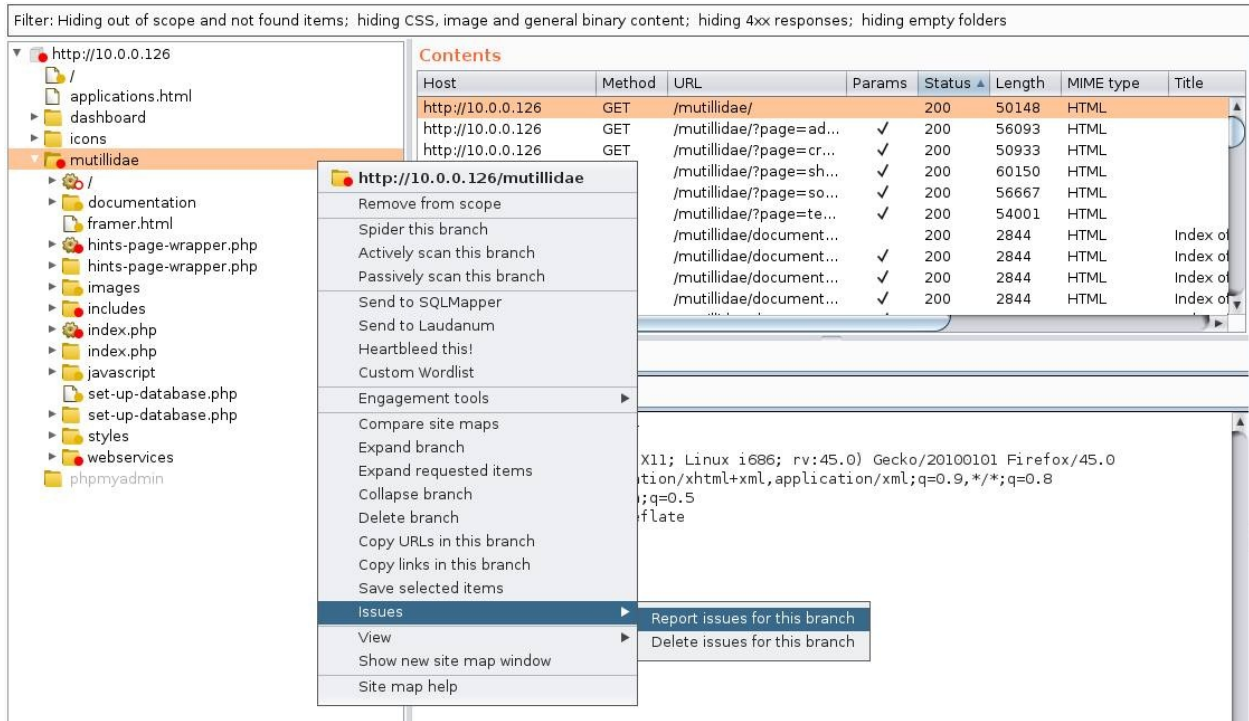 Filter: Hiding out of scope and not found items; hiding CSS, image and general binary content; hiding 4xx responses; hiding empty folders
http://10.0.0.126
/
applications.html
dashboard
icons
mutillidae
/
documentation
framer.html
hints-page-wrapper.php
hints-page-wrapper.php
images
includes
index.php
index.php
javascript
set-up-database.php
set-up-database.php
styles
webservices
phpmyadmin
Contents
Host Method URL Params Status Length MIME type Title
http://10.0.0.126 GET /mutillidae/ 200 50148 HTML
http://10.0.0.126 GET /mutillidae/?page=ad... ✓ 200 56093 HTML
http://10.0.0.126 GET /mutillidae/?page=cr... ✓ 200 50933 HTML
/mutillidae/?page=sh... ✓ 200 60150 HTML
/mutillidae/?page=so... ✓ 200 56667 HTML
/mutillidae/?page=te... ✓ 200 54001 HTML
/mutillidae/document... 200 2844 HTML Index of
/mutillidae/document... ✓ 200 2844 HTML Index of
/mutillidae/document... ✓ 200 2844 HTML Index of
/mutillidae/document... ✓ 200 2844 HTML Index of
http://10.0.0.126/mutillidae
Remove from scope
Spider this branch
Actively scan this branch
Passively scan this branch
Send to SQLMapper
Send to Laudanum
Heartbleed this!
Custom Wordlist
Engagement tools
Compare site maps
Expand branch
Expand requested items
Collapse branch
Delete branch
Copy URLs in this branch
Copy links in this branch
Save selected items
Issues
View
Show new site map window
Site map help
Report issues for this branch
Delete issues for this branch
X11; Linux i686; rv:45.0) Gecko/20100101 Firefox/45.0
tion/xhtml+xml,application/xml;q=0.9,*/*;q=0.8
;q=0.5
eflate